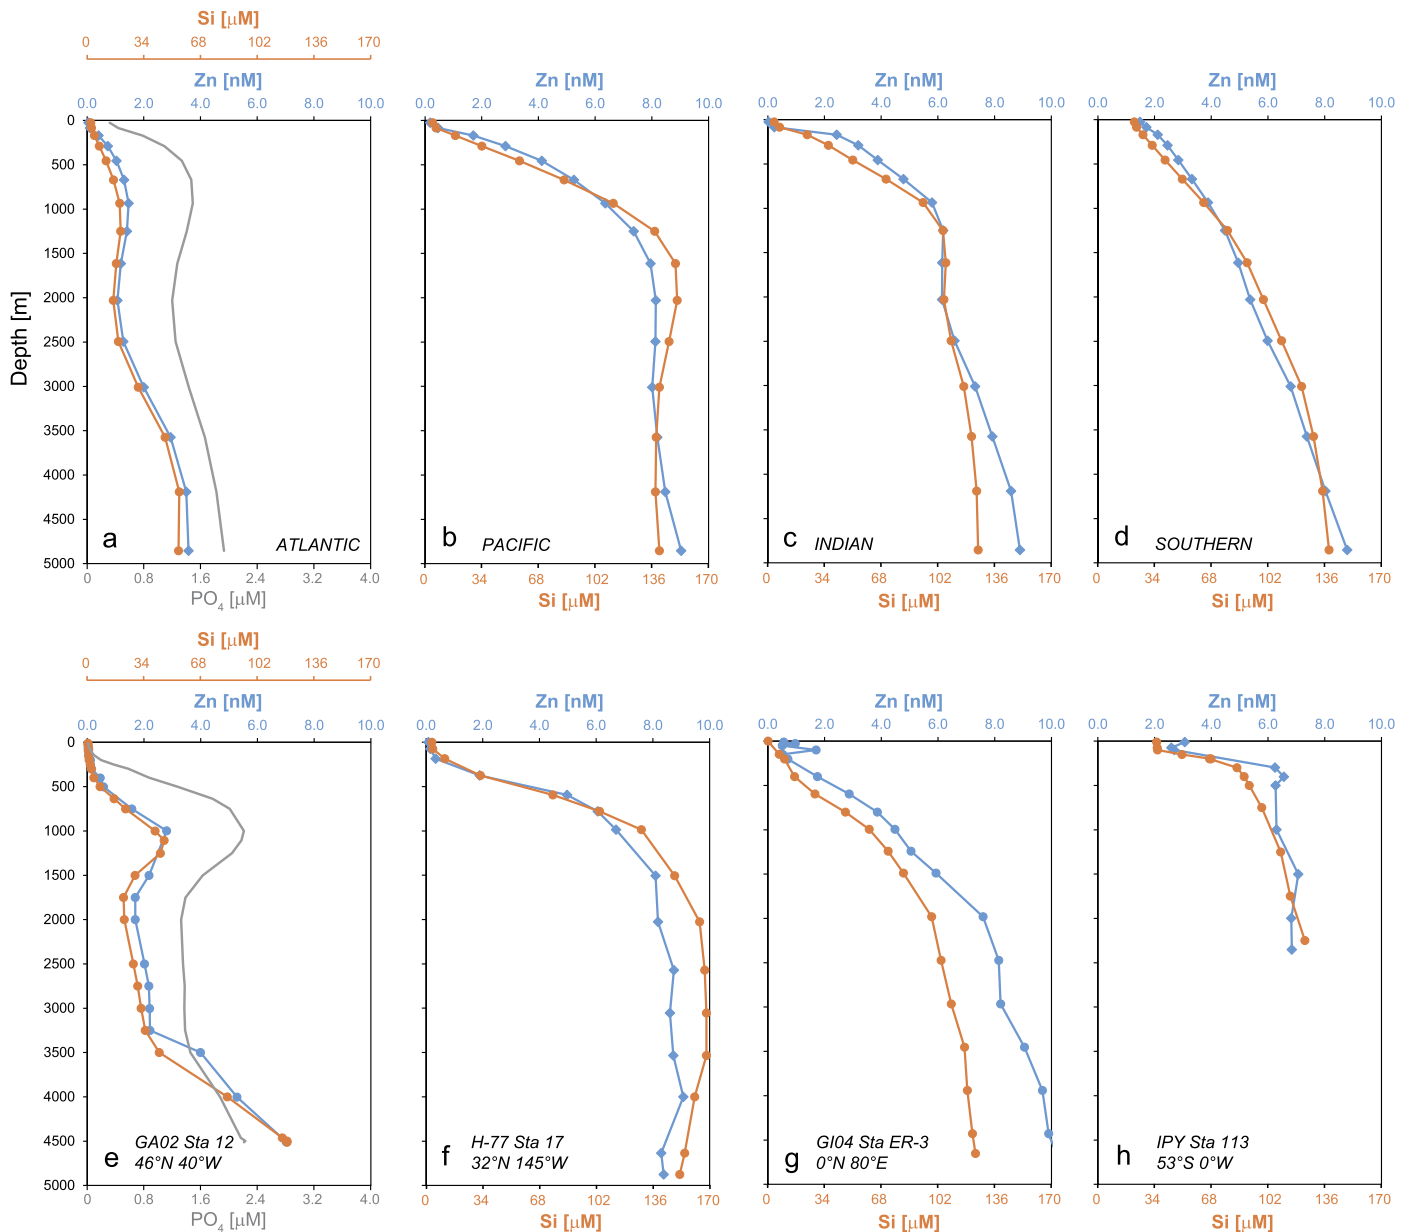 Si [μM]
0 34 68 102 136 170
Zn [nM] Zn [nM] Zn [nM] Zn [nM]
0.0 2.0 4.0 6.0 8.0 10.0 0.0 2.0 4.0 6.0 8.0 10.0 0.0 2.0 4.0 6.0 8.0 10.0 0.0 2.0 4.0 6.0 8.0 10.0
0
500
1000
1500
2000
2500
3000
3500
4000
4500
5000
Depth [m]
a ATLANTIC
b PACIFIC
c INDIAN
d SOUTHERN
0 0.8 1.6 2.4 3.2 4.0 0 34 68 102 136 170 0 34 68 102 136 170 0 34 68 102 136 170
PO4 [μM] Si [μM] Si [μM] Si [μM]
Si [μM]
0 34 68 102 136 170
Zn [nM] Zn [nM] Zn [nM] Zn [nM]
0.0 2.0 4.0 6.0 8.0 10.0 0.0 2.0 4.0 6.0 8.0 10.0 0.0 2.0 4.0 6.0 8.0 10.0 0.0 2.0 4.0 6.0 8.0 10.0
0
500
1000
1500
2000
2500
3000
3500
4000
4500
5000
e GA02 Sta 12
46°N 40°W
f H-77 Sta 17
32°N 145°W
g GI04 Sta ER-3
0°N 80°E
h IPY Sta 113
53°S 0°W
0 0.8 1.6 2.4 3.2 4.0 0 34 68 102 136 170 0 34 68 102 136 170 0 34 68 102 136 170
PO4 [μM] Si [μM] Si [μM] Si [μM]